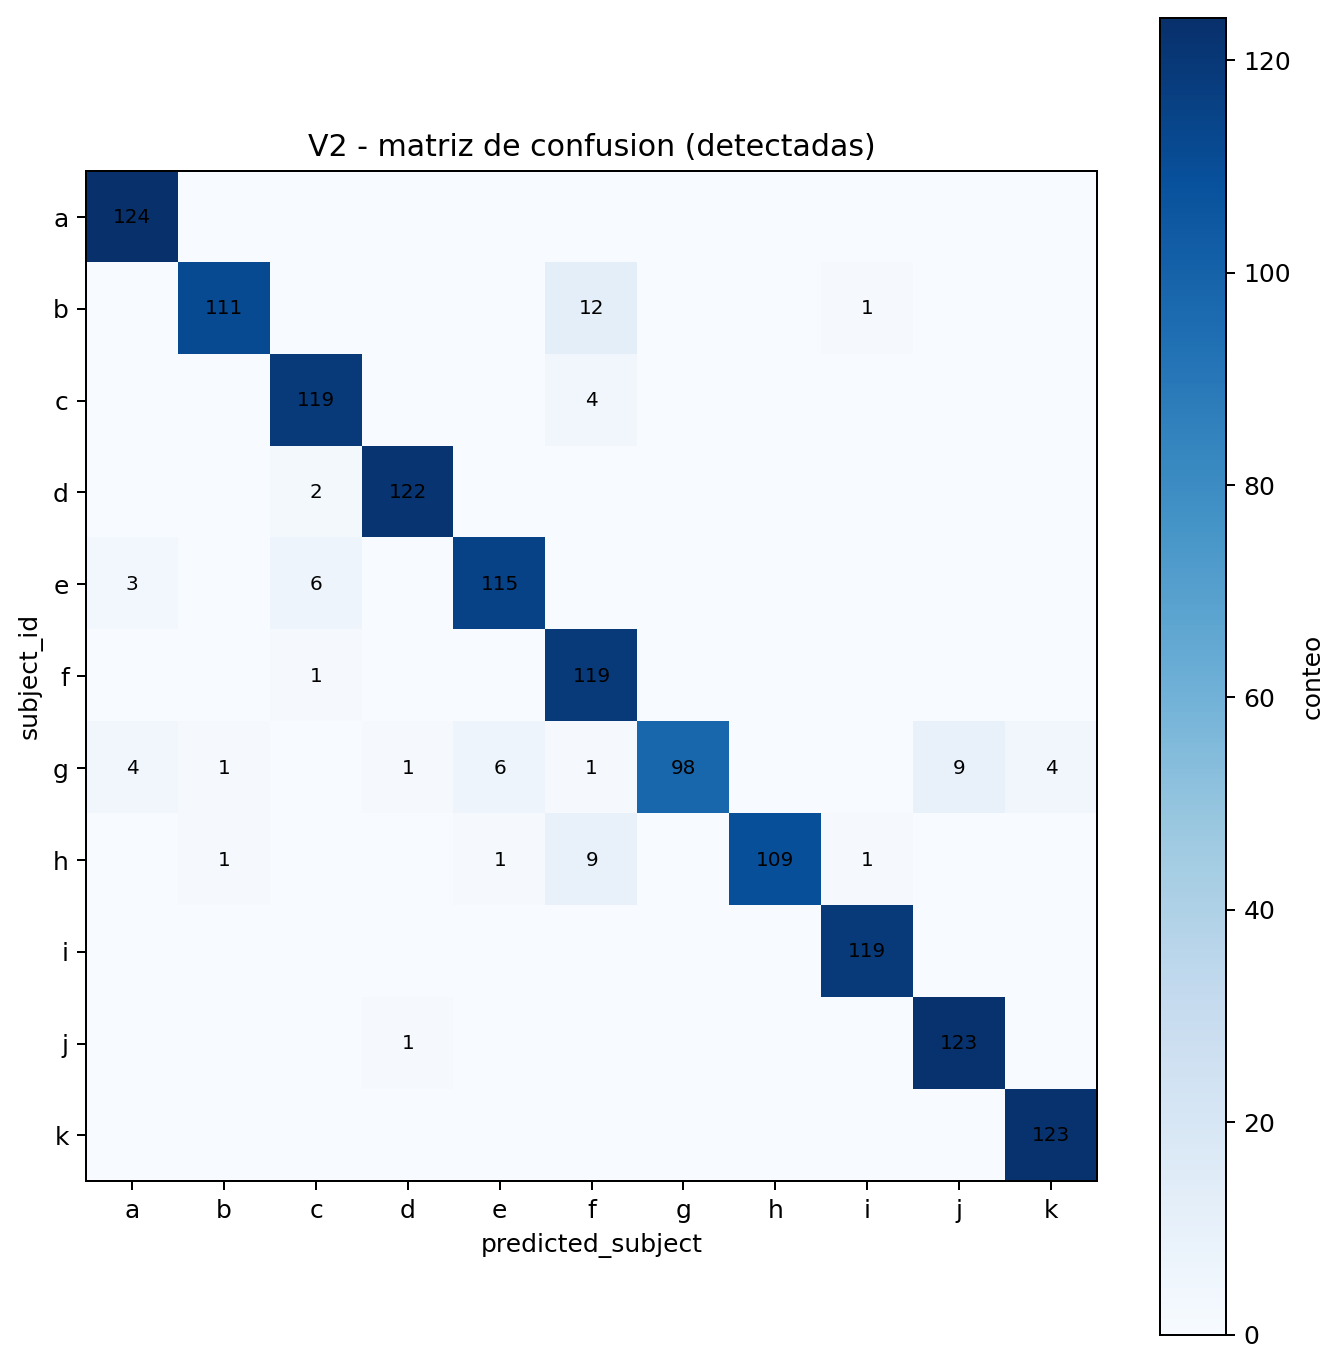 V2 - matriz de confusion (detectadas)
a 124
b 111 12 1
c 119 4
d 2 122
e 3 6 115
f 1 119
g 4 1 1 6 1 98 9 4
h 1 1 9 109 1
i 119
j 1 123
k 123
a b c d e f g h i j k
predicted_subject
subject_id
120
100
80
60
40
20
0
conteo